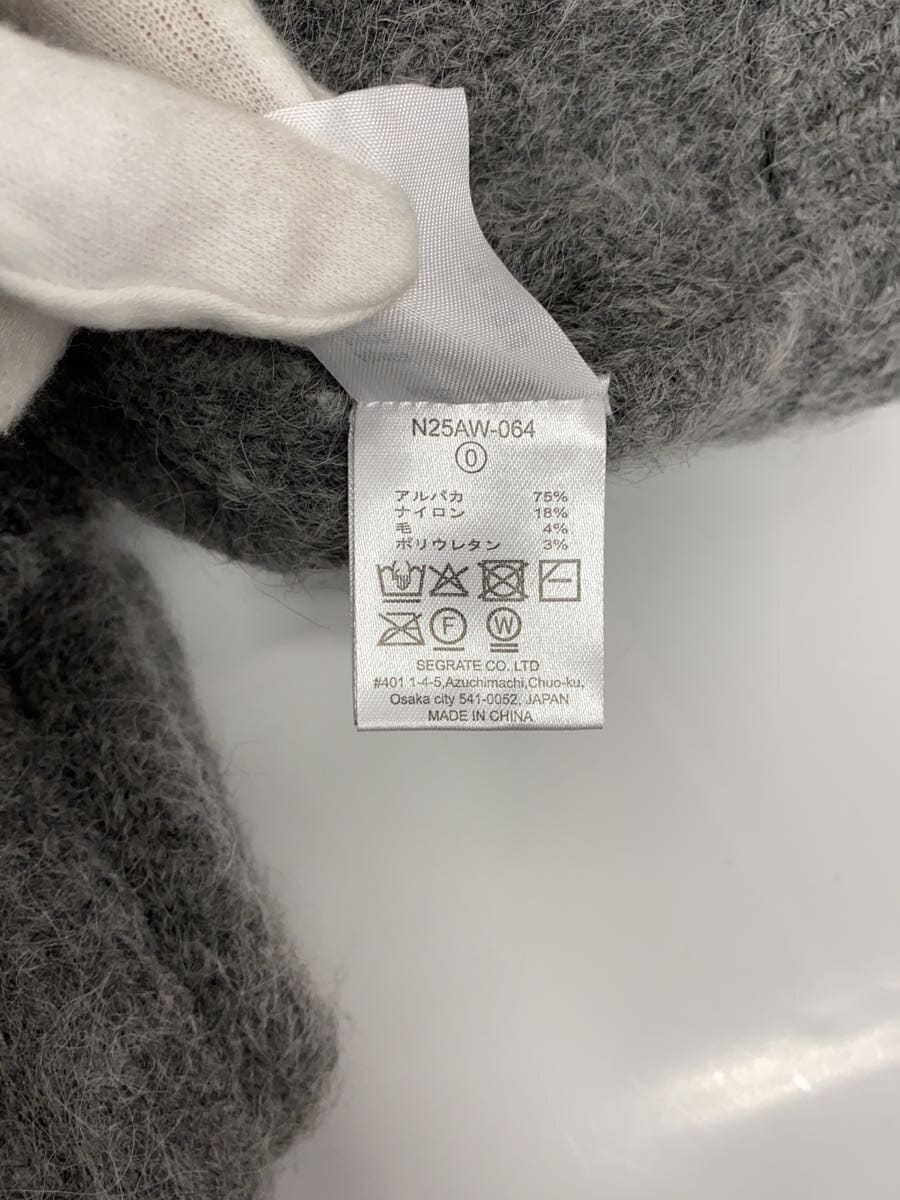 N25AW-064
0
アルパカ 75%
ナイロン 18%
毛 4%
ポリウレタン 3%
F W
SEGRATE CO. LTD
#401 1-4-5,Azuchimachi,Chuo-ku,
Osaka city 541-0052, JAPAN
MADE IN CHINA